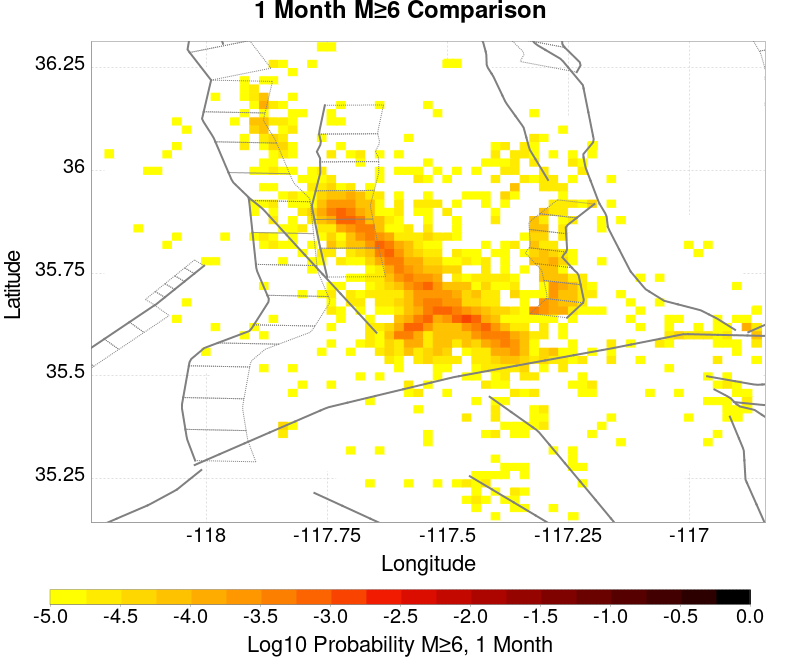 1 Month M≥6 Comparison
36.25
36
35.75
35.5
35.25
Latitude
-118 -117.75 -117.5 -117.25 -117
Longitude
-5.0 -4.5 -4.0 -3.5 -3.0 -2.5 -2.0 -1.5 -1.0 -0.5 0.0
Log10 Probability M≥6, 1 Month